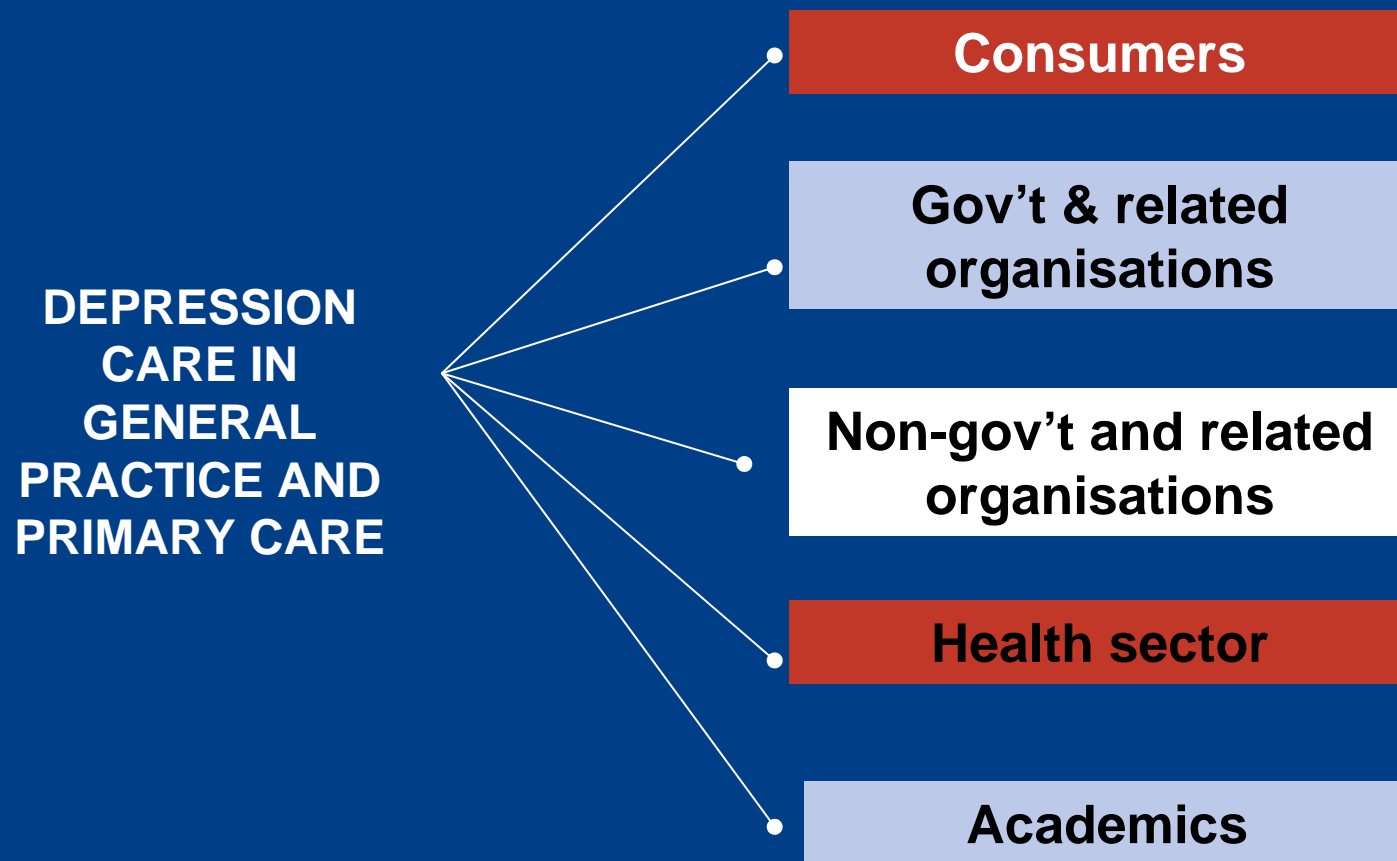 DEPRESSION
CARE IN
GENERAL
PRACTICE AND
PRIMARY CARE
Consumers
Gov’t & related
organisations
Non-gov’t and related
organisations
Health sector
Academics